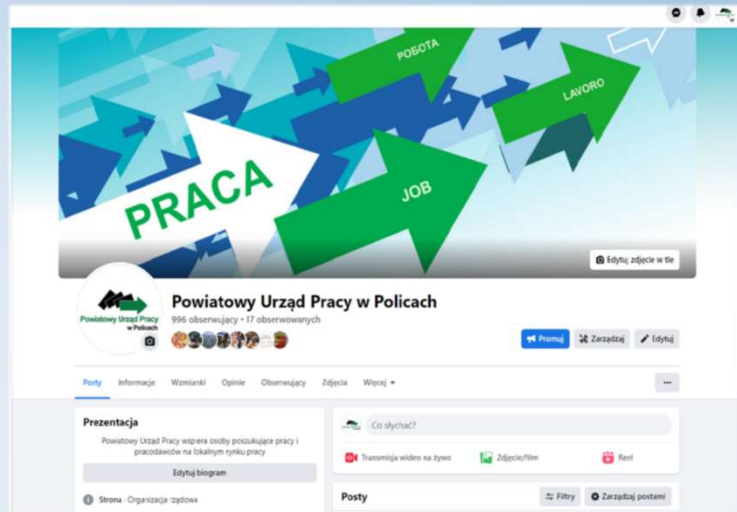 РОБОТА
LAVORO
PRACA
JOB
Edytuj zdjęcie w tle
Powiatowy Urząd Pracy
w Policach
Powiatowy Urząd Pracy w Policach
996 obserwujący • 17 obserwowanych
Promuj
Zarządzaj
Edytuj
Posty
Informacje
Wzmianki
Opinie
Obserwujący
Zdjęcia
Więcej
Prezentacja
Powiatowy Urząd Pracy wspiera osoby poszukujące pracy i
pracodawców na lokalnym rynku pracy
Edytuj biogram
Strona · Organizacja rządowa
Co słychać?
Transmisja wideo na żywo
Zdjęcie/film
Reel
Posty
Filtry
Zarządzaj postami